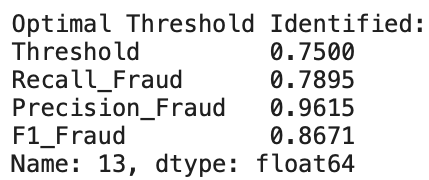 Optimal Threshold Identified:
Threshold          0.7500
Recall_Fraud       0.7895
Precision_Fraud    0.9615
F1_Fraud           0.8671
Name: 13, dtype: float64